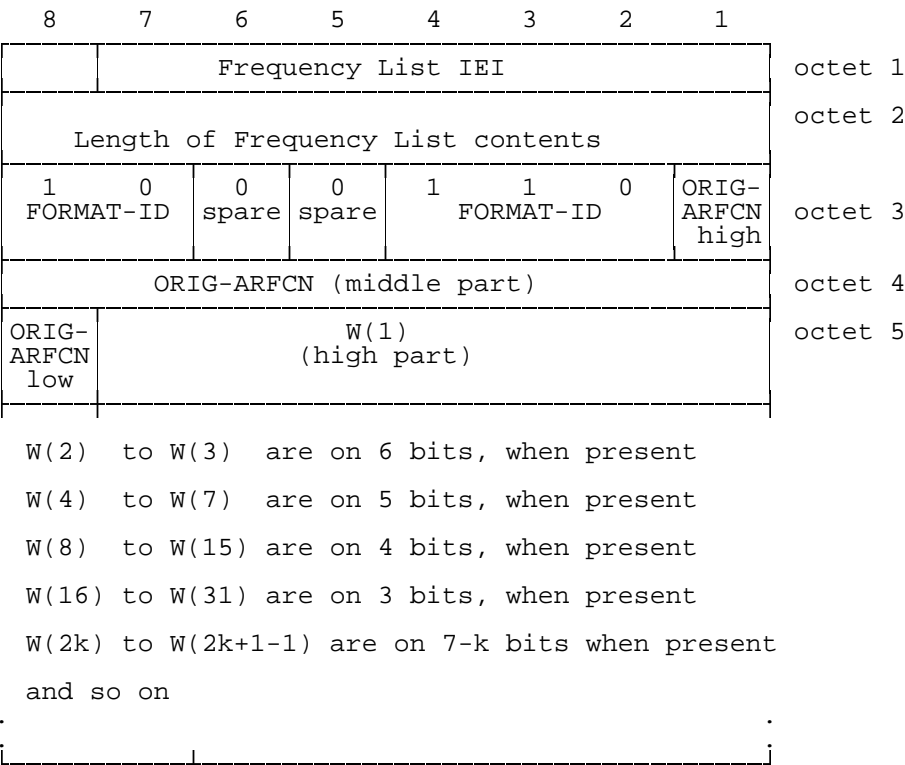 8 7 6 5 4 3 2 1
Frequency List IEI octet 1
octet 2
Length of Frequency List contents
1 0 0 0 1 1 0 ORIG-
FORMAT-ID spare spare FORMAT-ID ARFCN octet 3
high
ORIG-ARFCN (middle part) octet 4
ORIG- W(1) octet 5
ARFCN (high part)
low
W(2) to W(3) are on 6 bits, when present
W(4) to W(7) are on 5 bits, when present
W(8) to W(15) are on 4 bits, when present
W(16) to W(31) are on 3 bits, when present
W(2k) to W(2k+1-1) are on 7-k bits when present
and so on